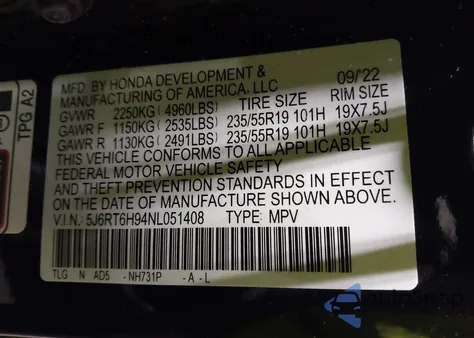 MFD. BY HONDA DEVELOPMENT & 09/'22
MANUFACTURING OF AMERICA, LLC
TIRE SIZE RIM SIZE
GVWR 2250KG (4960LBS)
GAWR F 1150KG (2535LBS) 235/55R19 101H 19X7.5J
GAWR R 1130KG (2491LBS) 235/55R19 101H 19X7.5J
THIS VEHICLE CONFORMS TO ALL APPLICABLE
FEDERAL MOTOR VEHICLE SAFETY
AND THEFT PREVENTION STANDARDS IN EFFECT
ON THE DATE OF MANUFACTURE SHOWN ABOVE.
V.I.N. 5J6RT6H94NL051408 TYPE: MPV
TLG N AD5 - NH731P - A - L
TPG A2